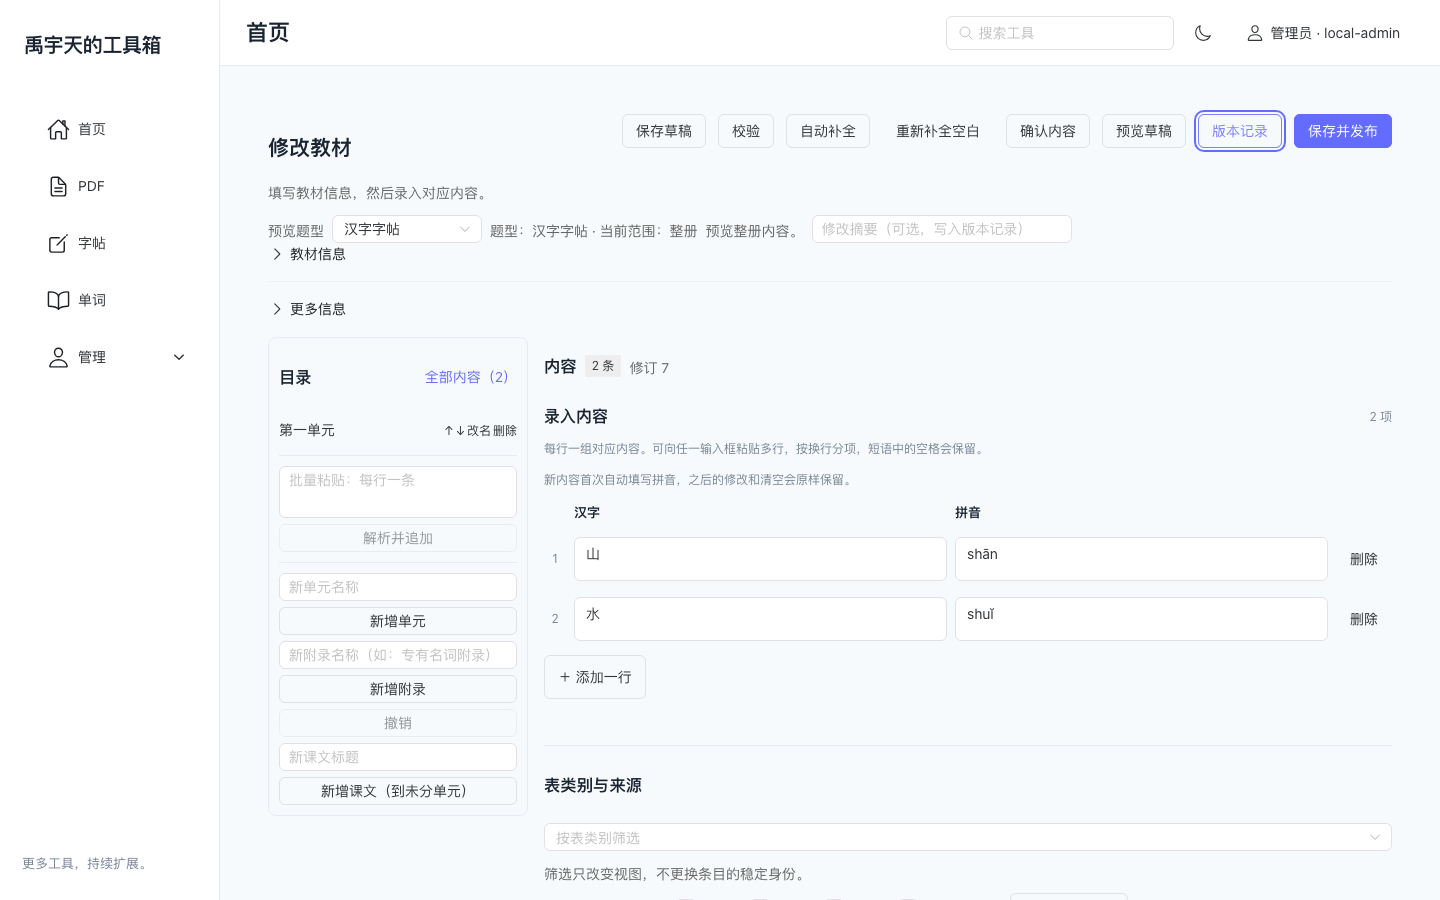 禹宇天的工具箱
首页
PDF
字帖
单词
管理
更多工具，持续扩展。
首页
搜索工具
管理员 · local-admin
修改教材
保存草稿
校验
自动补全
重新补全空白
确认内容
预览草稿
版本记录
保存并发布
填写教材信息，然后录入对应内容。
预览题型 汉字字帖 题型：汉字字帖 · 当前范围：整册 预览整册内容。 修改摘要（可选，写入版本记录）
教材信息
更多信息
目录 全部内容（2）
第一单元 ↑ ↓ 改名 删除
批量粘贴：每行一条
解析并追加
新单元名称
新增单元
新附录名称（如：专有名词附录）
新增附录
撤销
新课文标题
新增课文（到未分单元）
内容 2 条 修订 7
录入内容 2 项
每行一组对应内容。可向任一输入框粘贴多行，按换行分项，短语中的空格会保留。
新内容首次自动填写拼音，之后的修改和清空会原样保留。
汉字 拼音
1 山 shān 删除
2 水 shuǐ 删除
+ 添加一行
表类别与来源
按表类别筛选
筛选只改变视图，不更换条目的稳定身份。